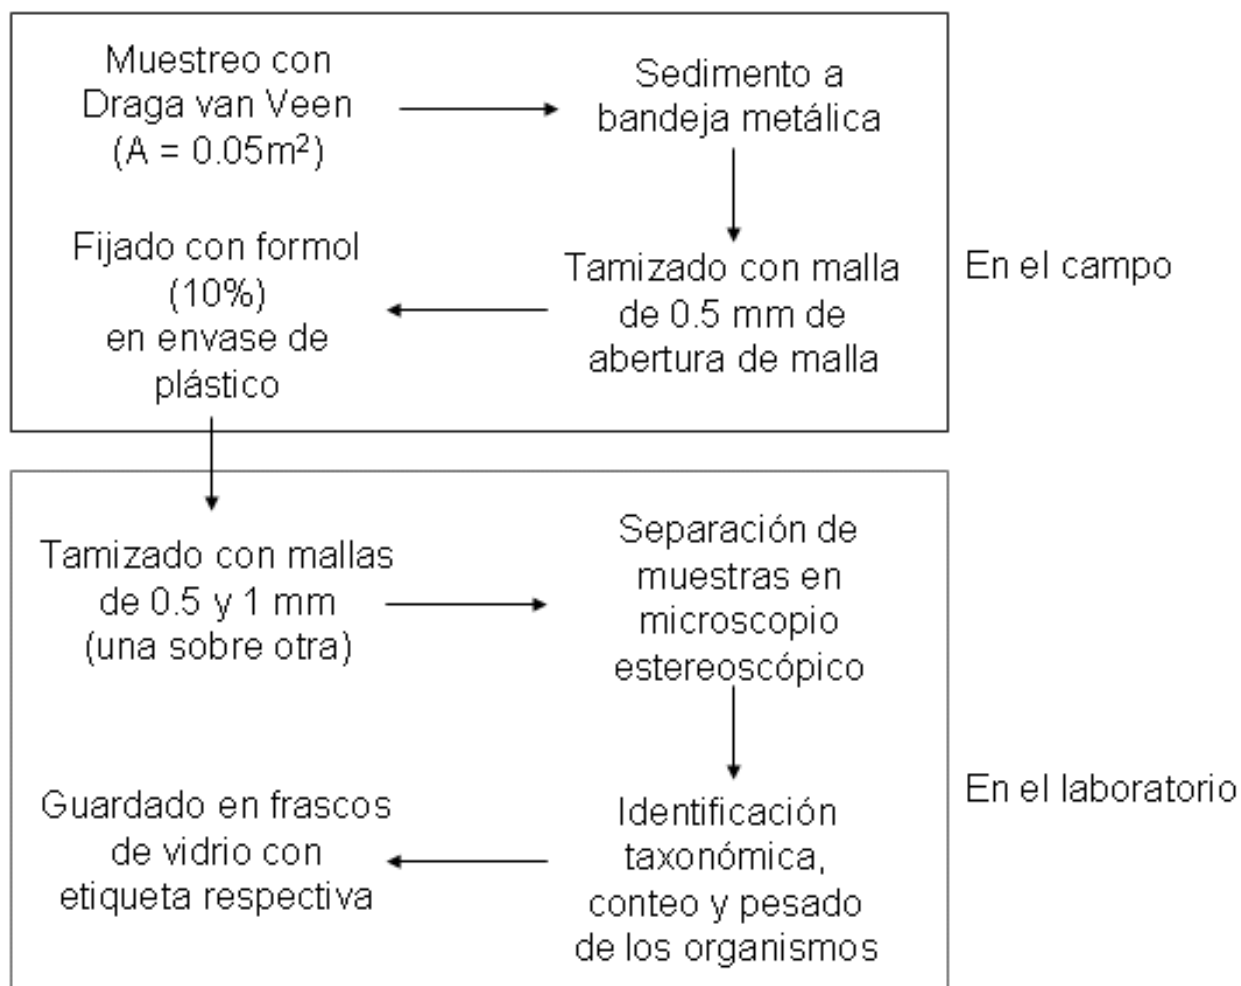 Muestreo con
Draga van Veen
(A = 0.05m²)
Sedimento a
bandeja metálica
Tamizado con malla
de 0.5 mm de
abertura de malla
Fijado con formol
(10%)
en envase de
plástico
En el campo
Tamizado con mallas
de 0.5 y 1 mm
(una sobre otra)
Separación de
muestras en
microscopio
estereoscópico
Identificación
taxonómica,
conteo y pesado
de los organismos
Guardado en frascos
de vidrio con
etiqueta respectiva
En el laboratorio